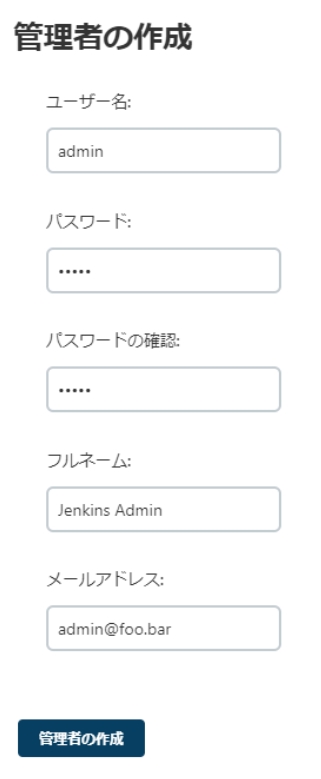 管理者の作成
ユーザー名:
admin
パスワード:
•••••
パスワードの確認:
•••••
フルネーム:
Jenkins Admin
メールアドレス:
admin@foo.bar
管理者の作成